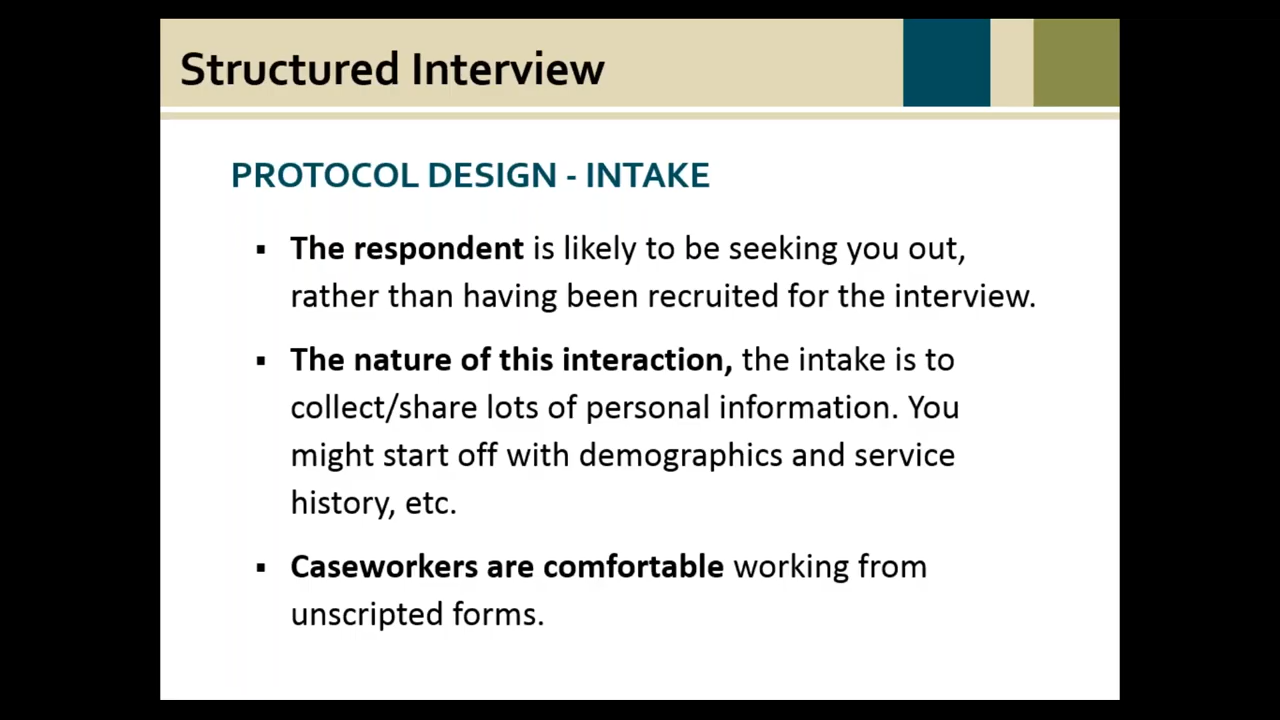 Structured Interview
PROTOCOL DESIGN - INTAKE
▪ The respondent is likely to be seeking you out,
rather than having been recruited for the interview.
▪ The nature of this interaction, the intake is to
collect/share lots of personal information. You
might start off with demographics and service
history, etc.
▪ Caseworkers are comfortable working from
unscripted forms.